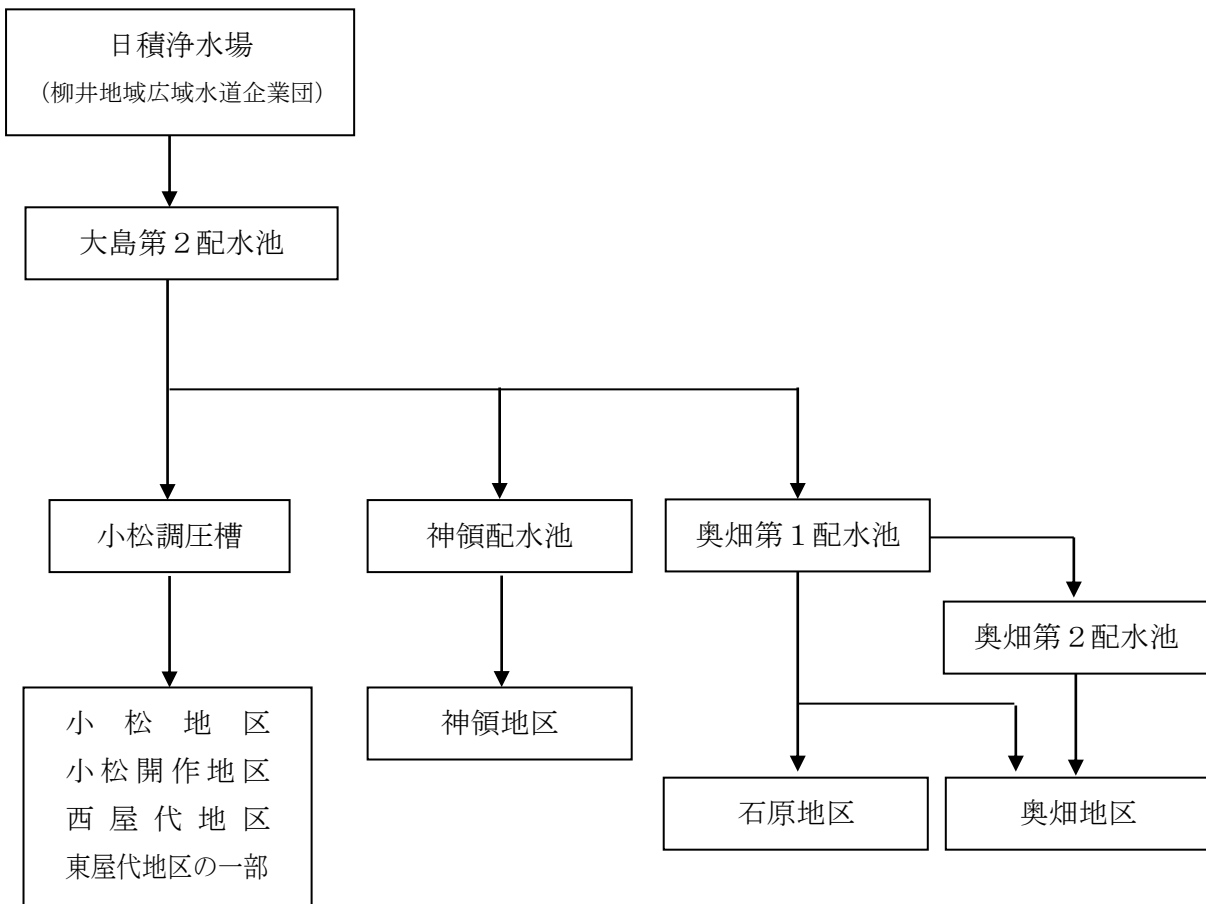 日積浄水場
（柳井地域広域水道企業団）
大島第２配水池
小松調圧槽
神領配水池
奥畑第１配水池
奥畑第２配水池
小松地区
小松開作地区
西屋代地区
東屋代地区の一部
神領地区
石原地区
奥畑地区